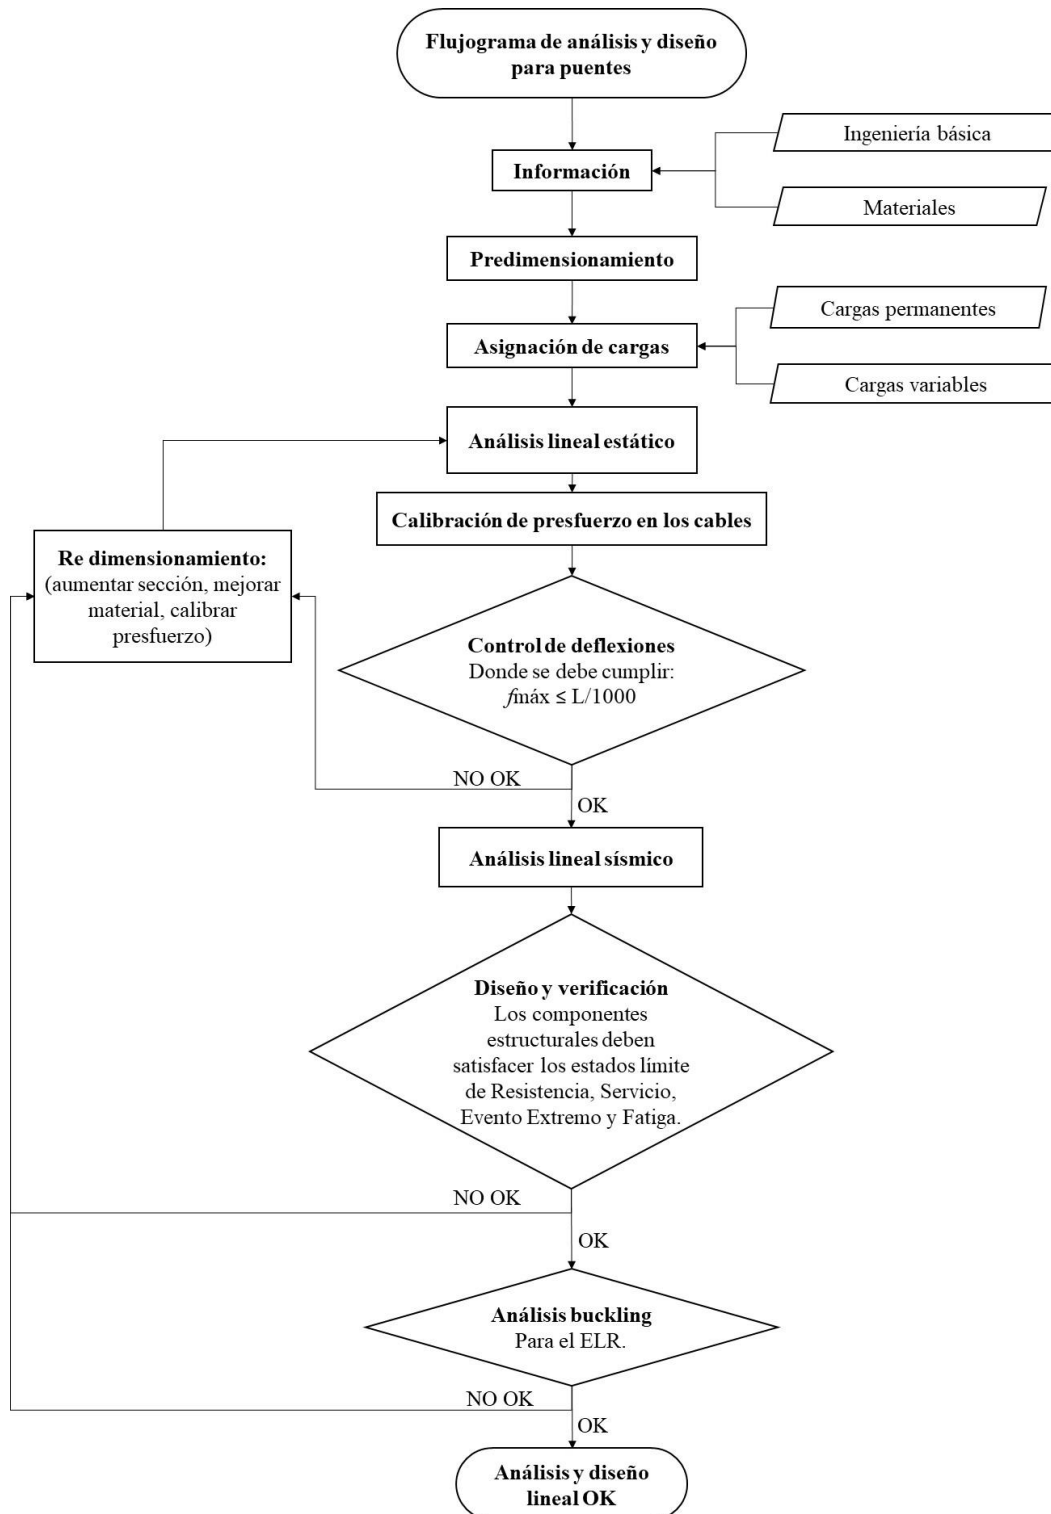 Flujograma de análisis y diseño
para puentes
Ingeniería básica
Información
Materiales
Predimensionamiento
Cargas permanentes
Asignación de cargas
Cargas variables
Análisis lineal estático
Calibración de presfuerzo en los cables
Re dimensionamiento:
(aumentar sección, mejorar
material, calibrar
presfuerzo)
Control de deflexiones
Donde se debe cumplir:
fmáx ≤ L/1000
NO OK
OK
Análisis lineal sísmico
Diseño y verificación
Los componentes
estructurales deben
satisfacer los estados límite
de Resistencia, Servicio,
Evento Extremo y Fatiga.
NO OK
OK
Análisis buckling
Para el ELR.
NO OK
OK
Análisis y diseño
lineal OK